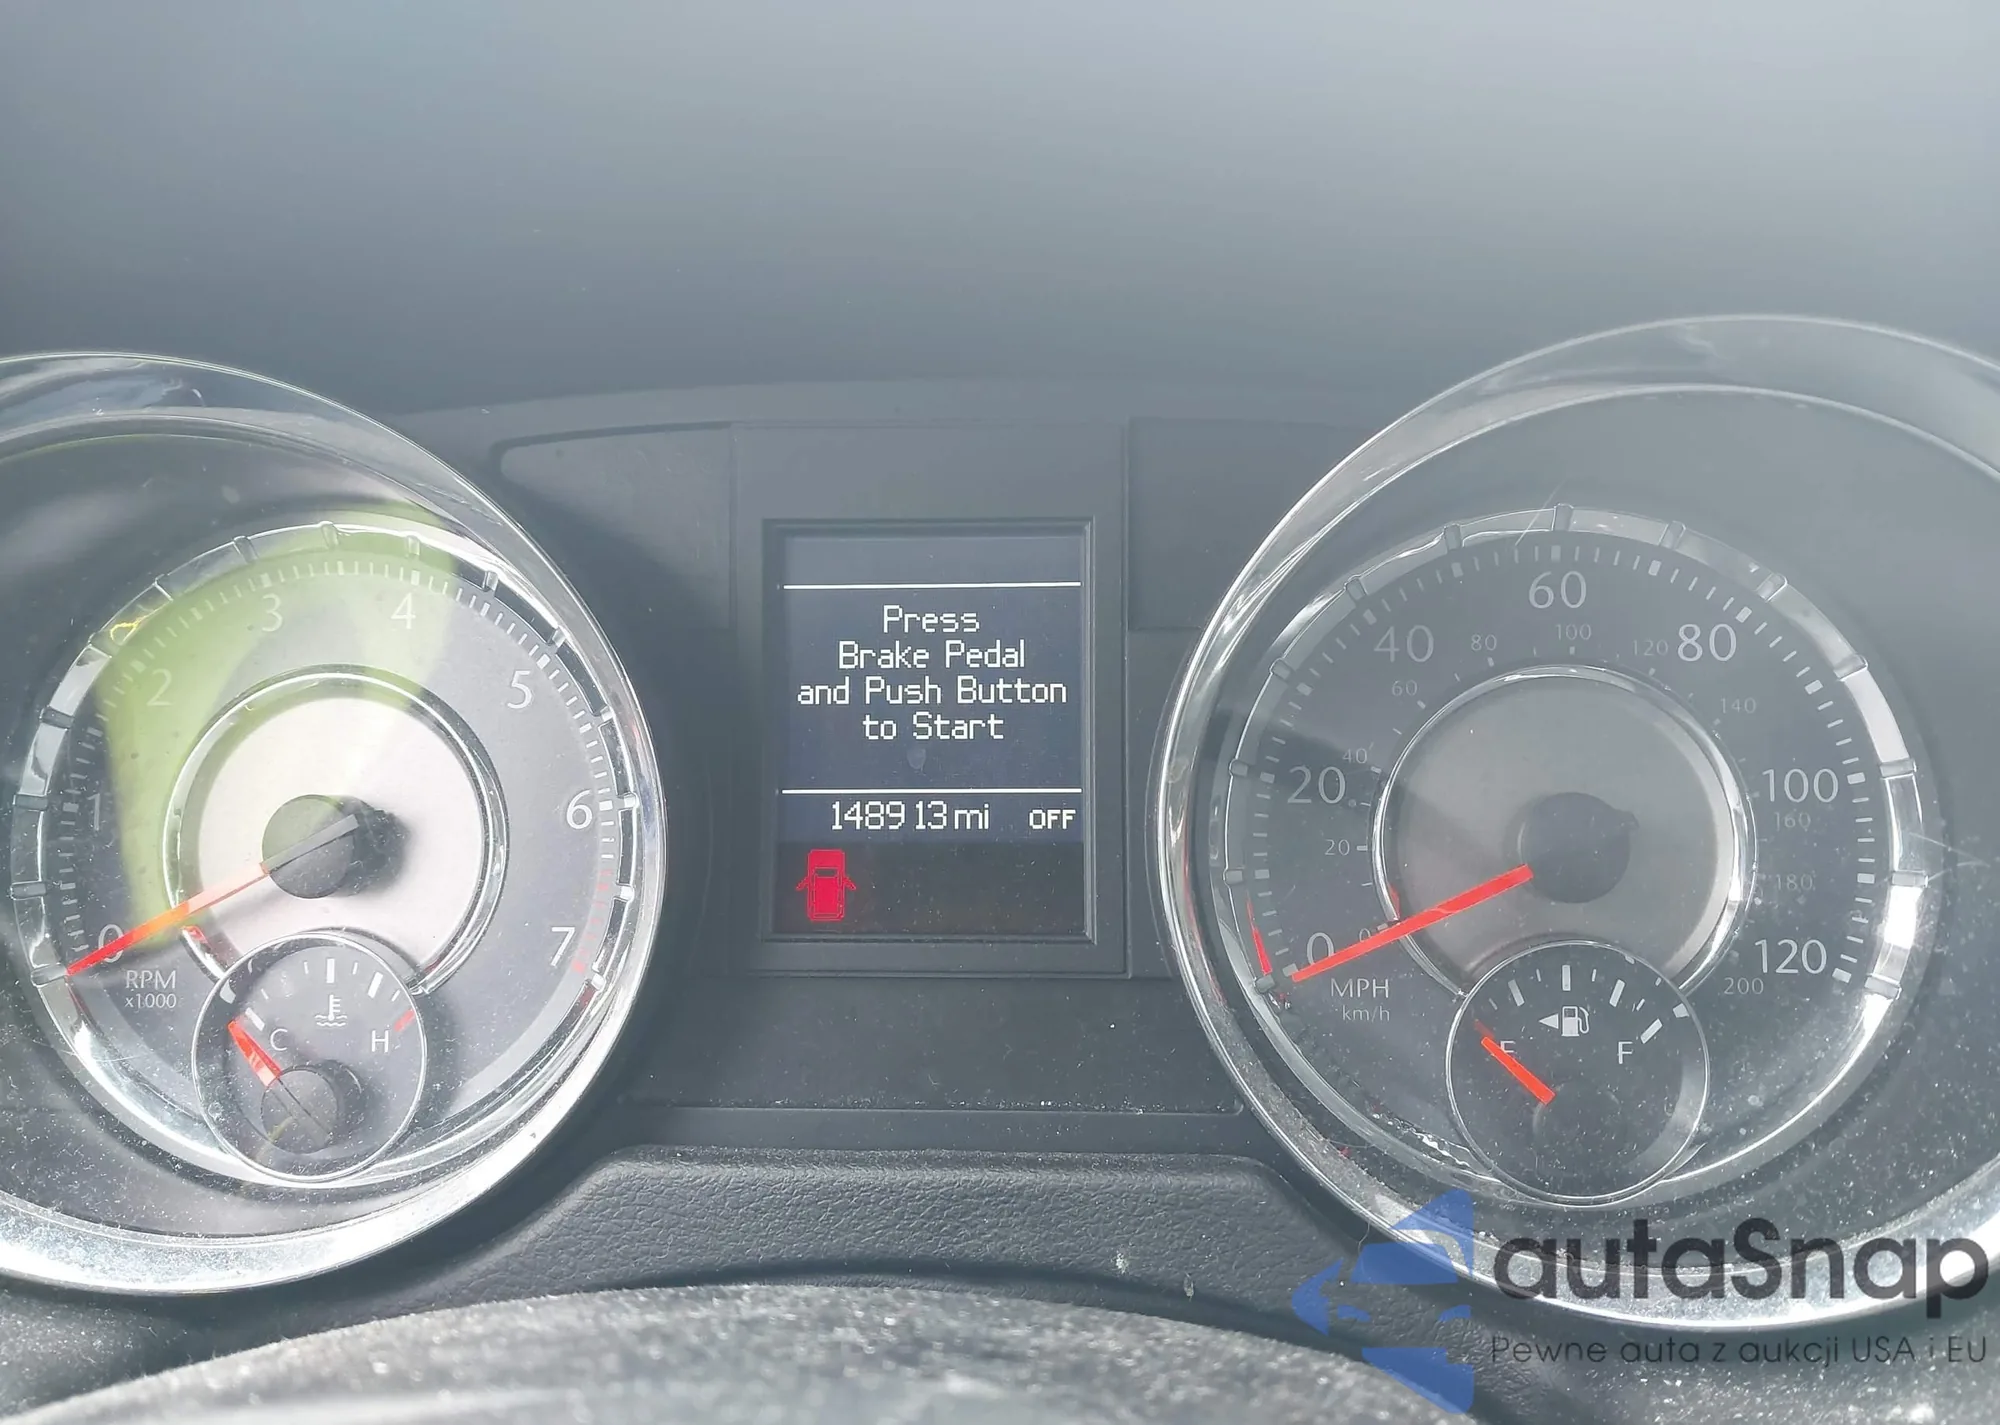 Press
Brake Pedal
and Push Button
to Start
148913 mi OFF
0 1 2 3 4 5 6 7
RPM
x1000
C H
0 20 40 60 80 100 120
0 20 40 60 80 100 120 140 160 180 200
MPH
km/h
E F
autaSnap
Pewne auta z aukcji USA i EU